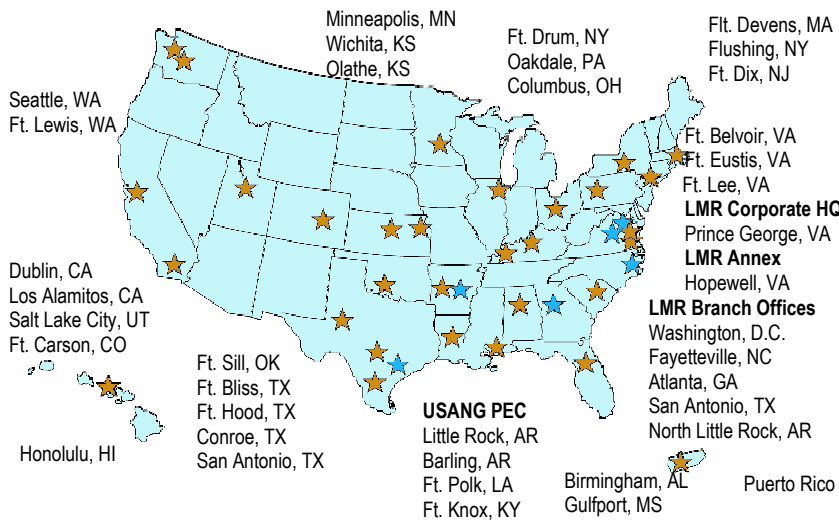 Minneapolis, MN
Wichita, KS
Olathe, KS
Ft. Drum, NY
Oakdale, PA
Columbus, OH
Flt. Devens, MA
Flushing, NY
Ft. Dix, NJ
Seattle, WA
Ft. Lewis, WA
Ft. Belvoir, VA
Ft. Eustis, VA
Ft. Lee, VA
LMR Corporate HQ
Prince George, VA
LMR Annex
Hopewell, VA
LMR Branch Offices
Washington, D.C.
Fayetteville, NC
Atlanta, GA
San Antonio, TX
North Little Rock, AR
Dublin, CA
Los Alamitos, CA
Salt Lake City, UT
Ft. Carson, CO
Honolulu, HI
Ft. Sill, OK
Ft. Bliss, TX
Ft. Hood, TX
Conroe, TX
San Antonio, TX
USANG PEC
Little Rock, AR
Barling, AR
Ft. Polk, LA
Ft. Knox, KY
Birmingham, AL
Gulfport, MS
Puerto Rico